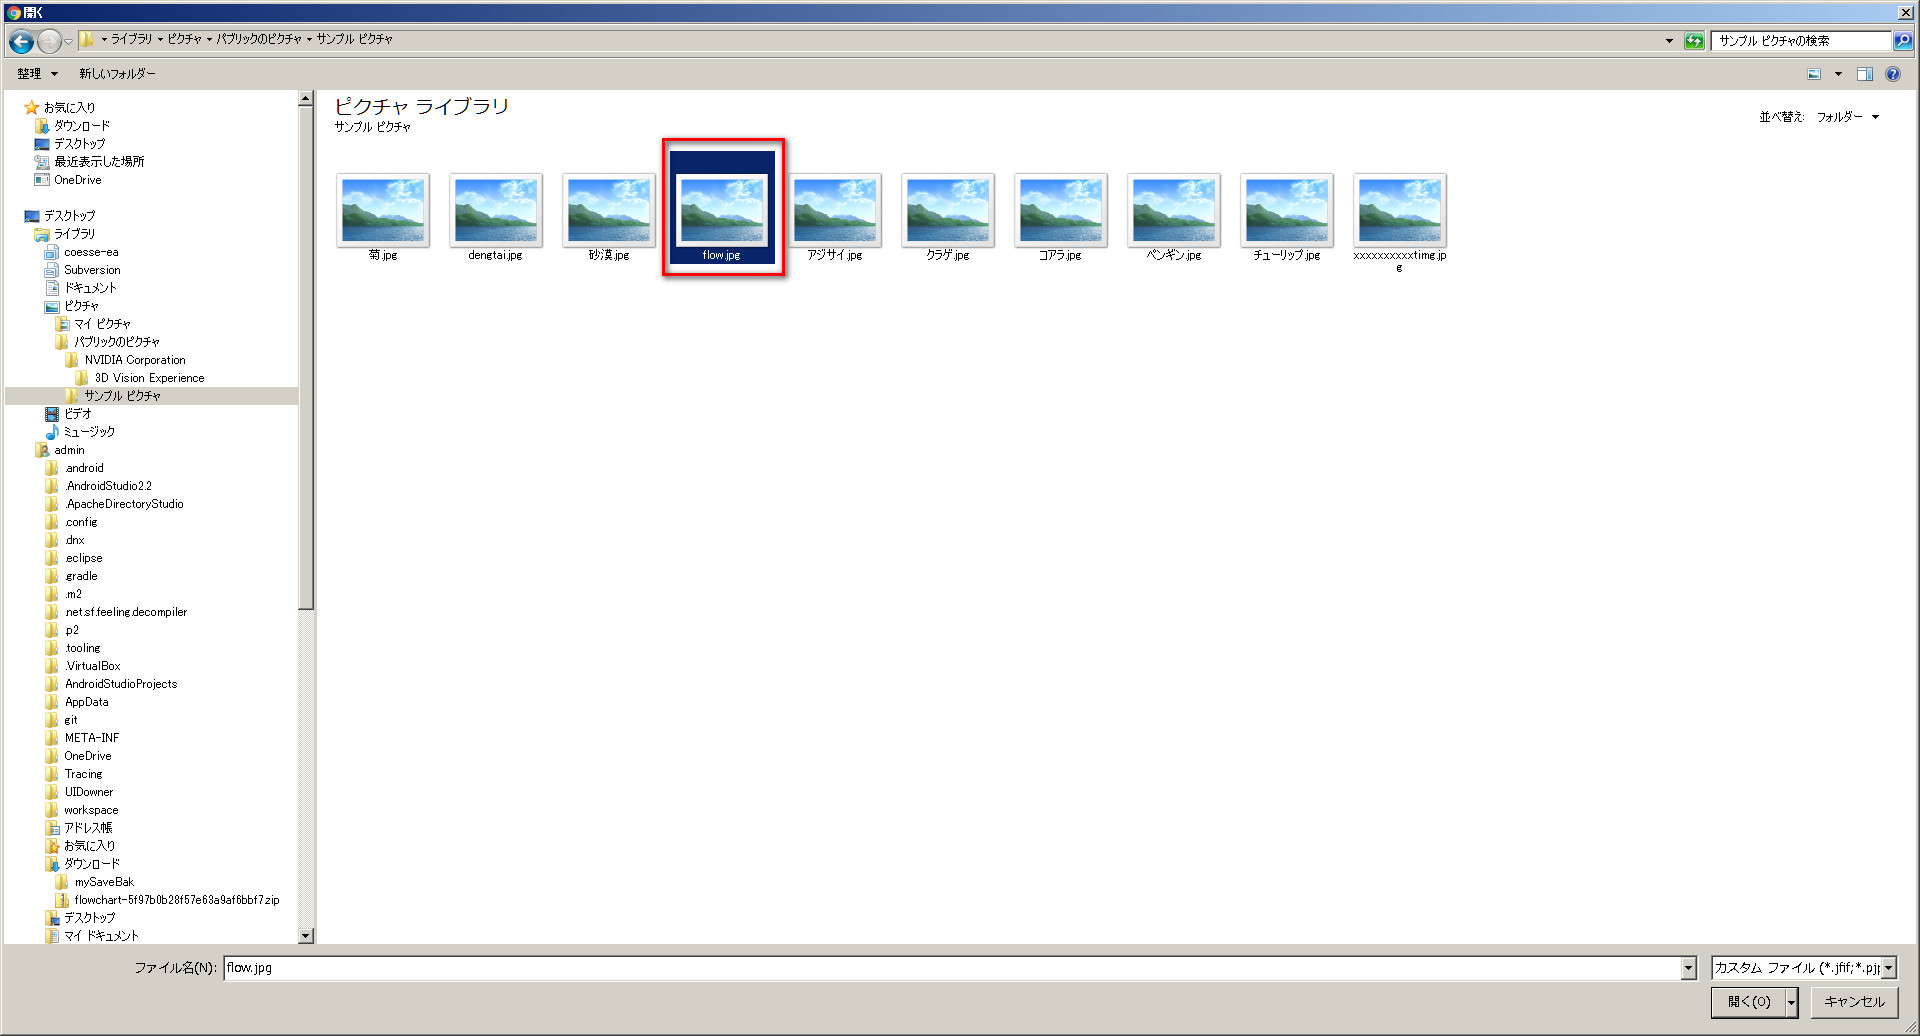 開く
ライブラリ ピクチャ パブリックのピクチャ サンプル ピクチャ
サンプル ピクチャの検索
整理 新しいフォルダー
お気に入り
ダウンロード
デスクトップ
最近表示した場所
OneDrive
デスクトップ
ライブラリ
coesse-ea
Subversion
ドキュメント
ピクチャ
マイ ピクチャ
パブリックのピクチャ
NVIDIA Corporation
3D Vision Experience
サンプル ピクチャ
ビデオ
ミュージック
admin
.android
.AndroidStudio2.2
.ApacheDirectoryStudio
.config
.dnx
.eclipse
.gradle
.m2
.net.sf.feeling.decompiler
.p2
.tooling
.VirtualBox
AndroidStudioProjects
AppData
git
META-INF
OneDrive
Tracing
UIDowner
workspace
アドレス帳
お気に入り
ダウンロード
mySaveBak
flowchart-5f97b0b28f57e63a9af6bbf7.zip
デスクトップ
マイ ドキュメント
ピクチャ ライブラリ
サンプル ピクチャ
並べ替え: フォルダー
菊.jpg
dengtai.jpg
砂漠.jpg
flow.jpg
アジサイ.jpg
クラゲ.jpg
コアラ.jpg
ペンギン.jpg
チューリップ.jpg
xxxxxxxxxxtimg.jp
g
ファイル名(N): flow.jpg
カスタム ファイル (*.jfif;*.pjp
開く(O) キャンセル